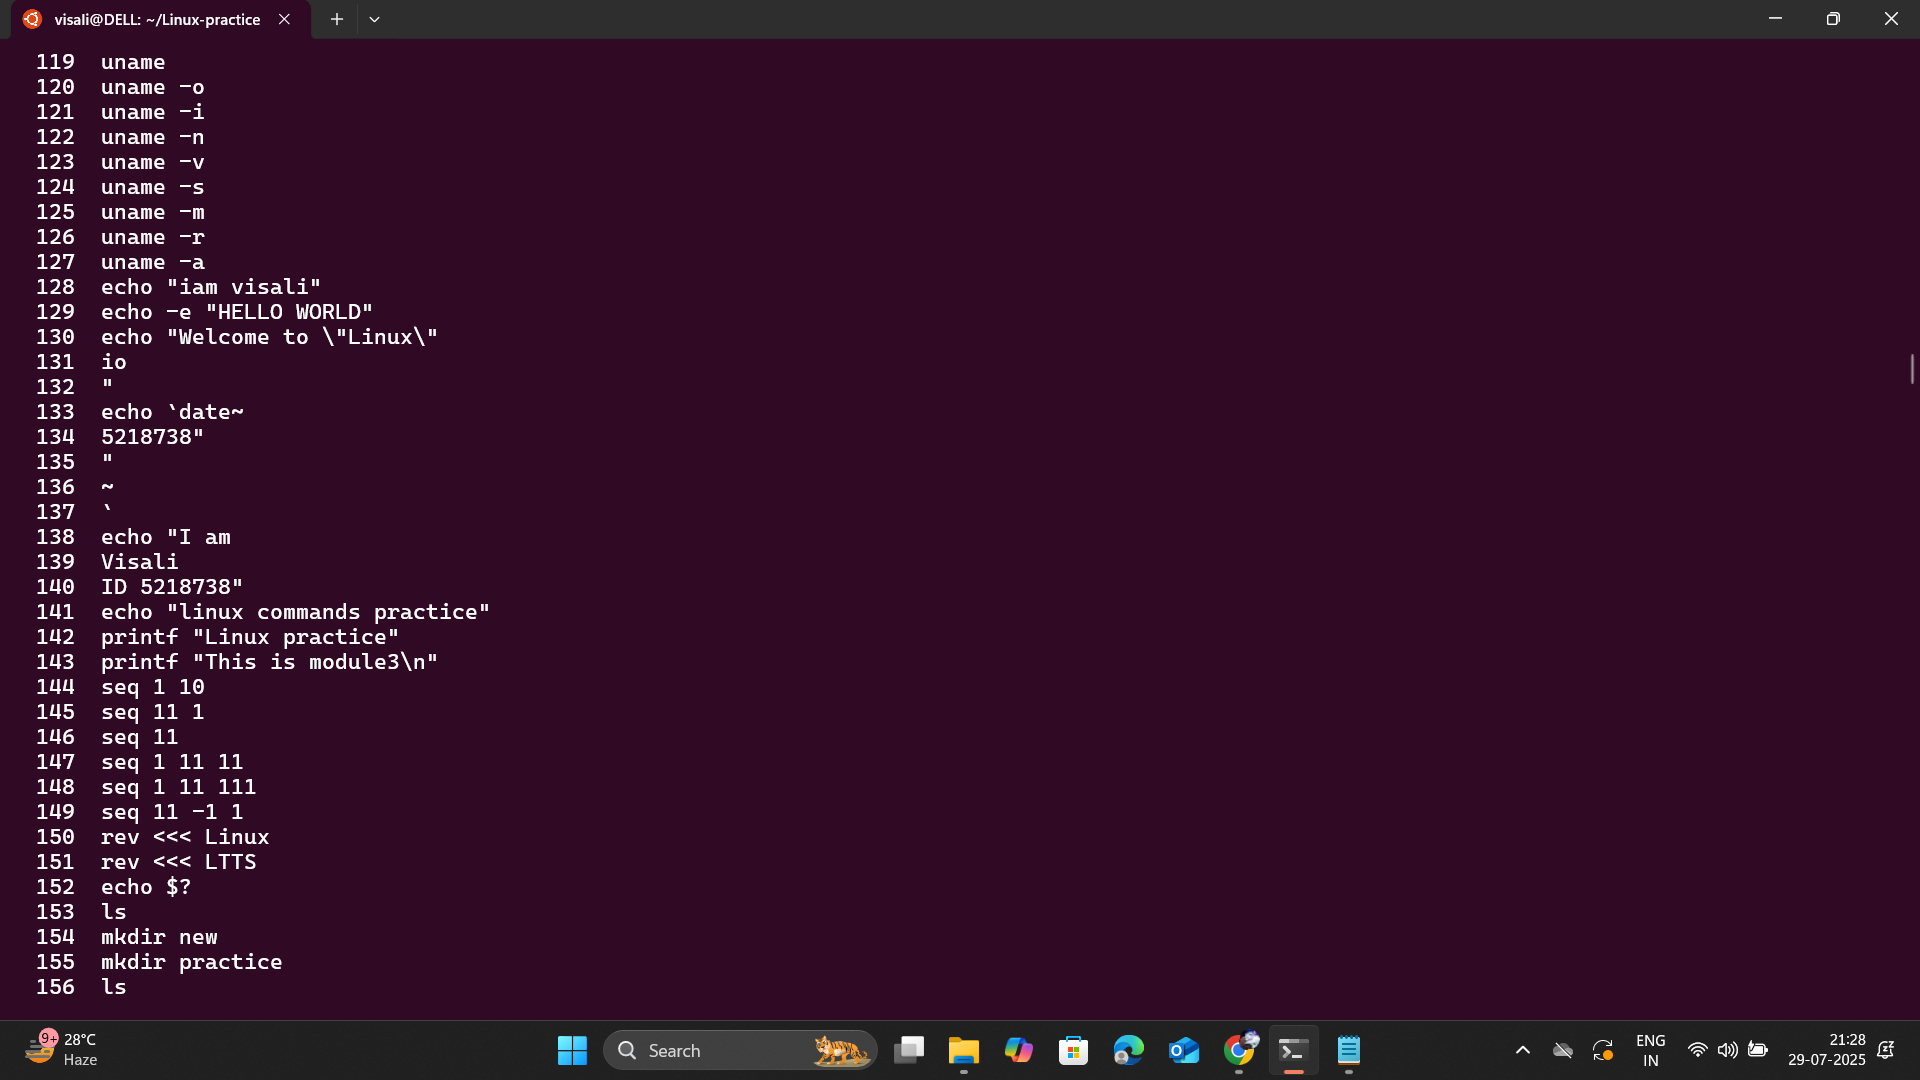 visali@DELL: ~/Linux-practice
119 uname
120 uname -o
121 uname -i
122 uname -n
123 uname -v
124 uname -s
125 uname -m
126 uname -r
127 uname -a
128 echo "iam visali"
129 echo -e "HELLO WORLD"
130 echo "Welcome to \"Linux\"
131 io
132 "
133 echo `date~
134 5218738"
135 "
136 ~
137 `
138 echo "I am
139 Visali
140 ID 5218738"
141 echo "linux commands practice"
142 printf "Linux practice"
143 printf "This is module3\n"
144 seq 1 10
145 seq 11 1
146 seq 11
147 seq 1 11 11
148 seq 1 11 111
149 seq 11 -1 1
150 rev <<< Linux
151 rev <<< LTTS
152 echo $?
153 ls
154 mkdir new
155 mkdir practice
156 ls
9+ 28°C
Haze
Search
ENG
IN
21:28
29-07-2025